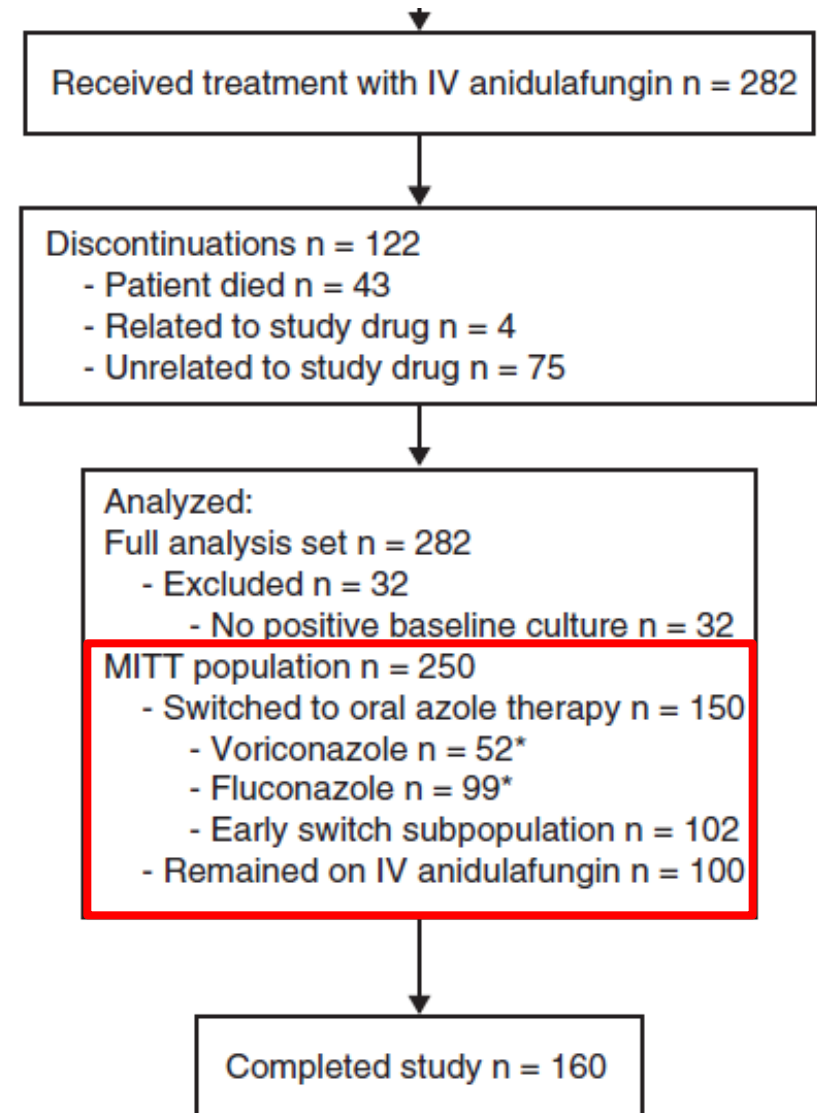 Received treatment with IV anidulafungin n = 282
Discontinuations n = 122
- Patient died n = 43
- Related to study drug n = 4
- Unrelated to study drug n = 75
Analyzed:
Full analysis set n = 282
- Excluded n = 32
- No positive baseline culture n = 32
MITT population n = 250
- Switched to oral azole therapy n = 150
- Voriconazole n = 52*
- Fluconazole n = 99*
- Early switch subpopulation n = 102
- Remained on IV anidulafungin n = 100
Completed study n = 160